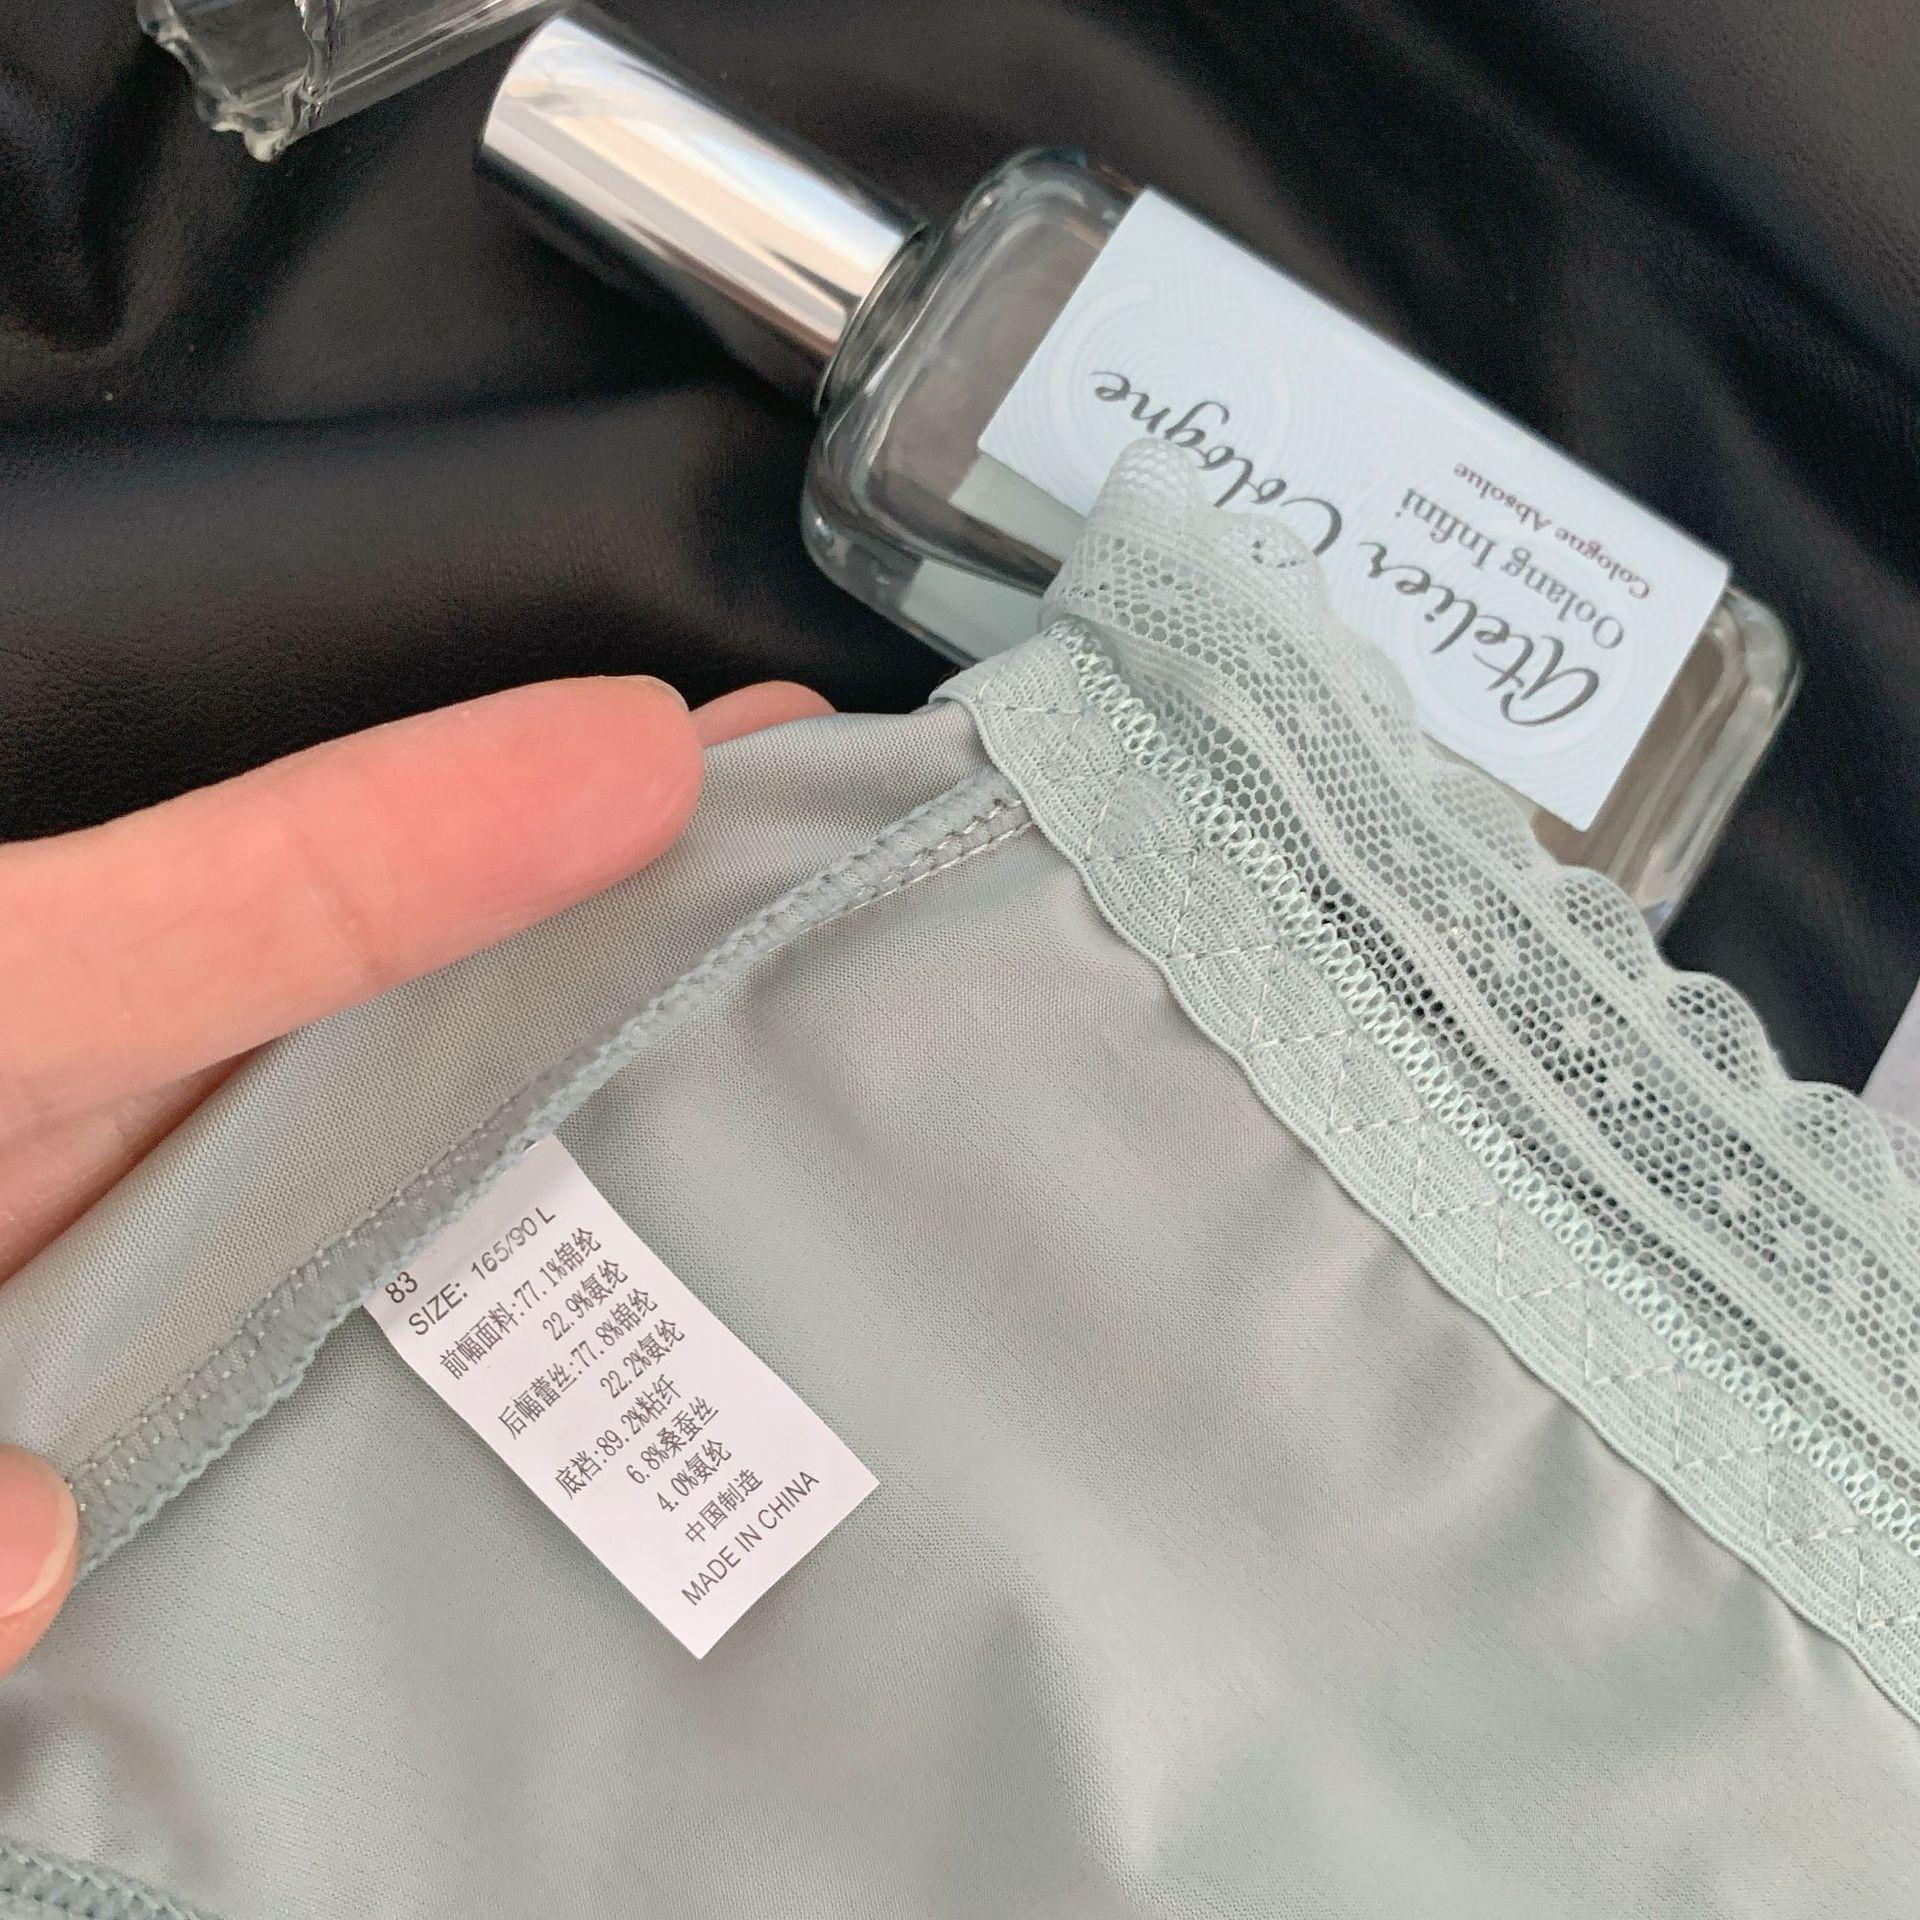 Atelier Cologne
Oolang Infini
Cologne Absolue
83
SIZE: 165/90 L
前幅面料:77.1%锦纶
22.9%氨纶
后幅蕾丝:77.8%锦纶
22.2%氨纶
底档:89.2%粘纤
6.8%桑蚕丝
4.0%氨纶
中国制造
MADE IN CHINA